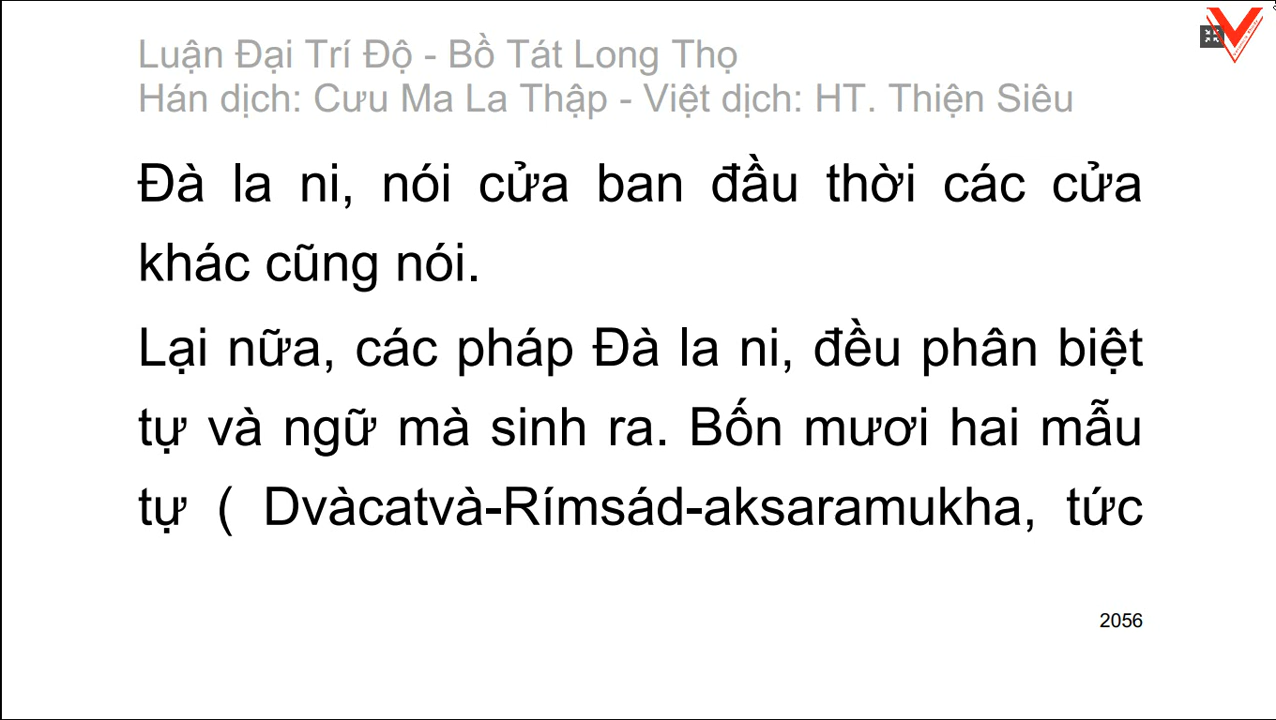 Luận Đại Trí Độ - Bồ Tát Long Thọ
Hán dịch: Cưu Ma La Thập - Việt dịch: HT. Thiện Siêu
Đà la ni, nói cửa ban đầu thời các cửa
khác cũng nói.
Lại nữa, các pháp Đà la ni, đều phân biệt
tự và ngữ mà sinh ra. Bốn mươi hai mẫu
tự ( Dvàcatvà-Rímsád-aksaramukha, tức
2056